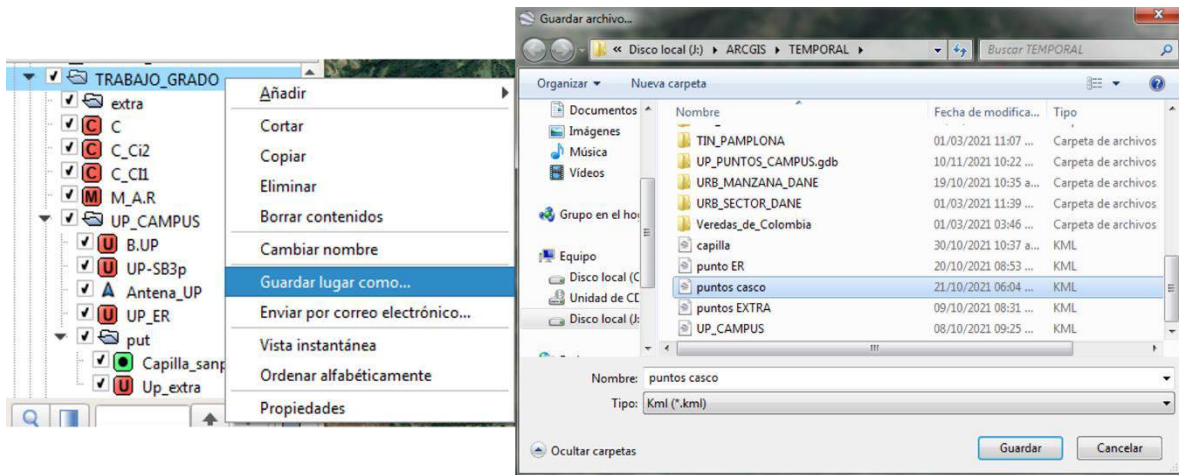 TRABAJO_GRADO
extra
C
C
C
C_Ci2
C
C_CI1
M
M_A.R
UP_CAMPUS
U
B.UP
U
UP-SB3p
Antena_UP
U
UP_ER
put
Capilla_sanp
U
Up_extra
Añadir
Cortar
Copiar
Eliminar
Borrar contenidos
Cambiar nombre
Guardar lugar como...
Enviar por correo electrónico...
Vista instantánea
Ordenar alfabéticamente
Propiedades
Guardar archivo...
« Disco local (J:) ▸ ARCGIS ▸ TEMPORAL ▸
Buscar TEMPORAL
Organizar
Nueva carpeta
Documentos
Imágenes
Música
Vídeos
Grupo en el hog
Equipo
Disco local (C
Unidad de CD
Disco local (J:
Nombre Fecha de modifica... Tipo
TIN_PAMPLONA 01/03/2021 11:07 ... Carpeta de archivos
UP_PUNTOS_CAMPUS.gdb 10/11/2021 10:22 ... Carpeta de archivos
URB_MANZANA_DANE 19/10/2021 10:35 a... Carpeta de archivos
URB_SECTOR_DANE 01/03/2021 11:39 ... Carpeta de archivos
Veredas_de_Colombia 01/03/2021 03:46 ... Carpeta de archivos
capilla 30/10/2021 10:37 a... KML
punto ER 20/10/2021 08:53 ... KML
puntos casco 21/10/2021 06:04 ... KML
puntos EXTRA 09/10/2021 08:31 ... KML
UP_CAMPUS 08/10/2021 09:25 ... KML
Nombre: puntos casco
Tipo: Kml (*.kml)
Ocultar carpetas
Guardar
Cancelar